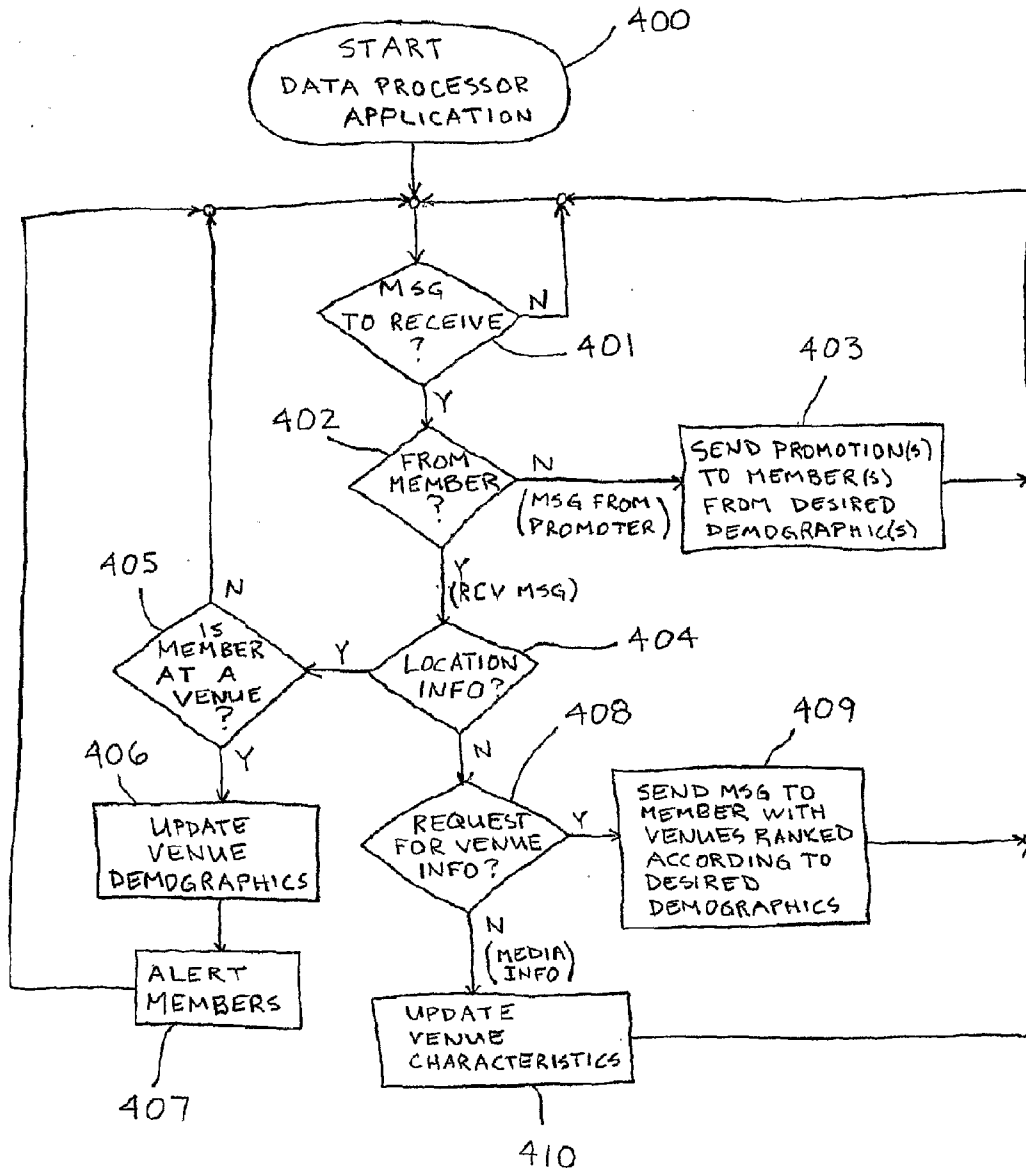 400
START
DATA PROCESSOR
APPLICATION
MSG
TO RECEIVE
?
N
401
Y
402
FROM
MEMBER
?
N
(MSG FROM
PROMOTER)
403
SEND PROMOTION(S)
TO MEMBER(S)
FROM DESIRED
DEMOGRAPHIC(S)
Y
(RCV MSG)
404
LOCATION
INFO?
Y
405
IS
MEMBER
AT A
VENUE
?
N
Y
406
UPDATE
VENUE
DEMOGRAPHICS
ALERT
MEMBERS
407
N
408
REQUEST
FOR VENUE
INFO?
Y
409
SEND MSG TO
MEMBER WITH
VENUES RANKED
ACCORDING TO
DESIRED
DEMOGRAPHICS
N
(MEDIA
INFO)
UPDATE
VENUE
CHARACTERISTICS
410